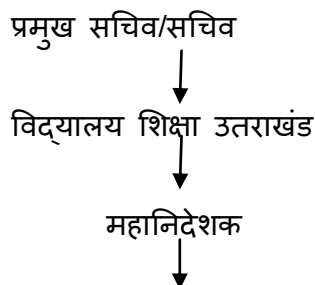 प्रमुख सचिव/सचिव
विद्यालय शिक्षा उतराखंड
महानिदेशक